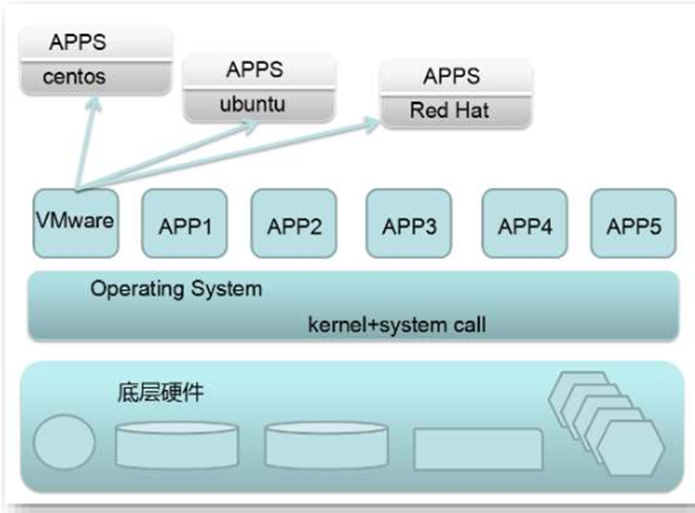 APPS
centos
APPS
ubuntu
APPS
Red Hat
VMware
APP1
APP2
APP3
APP4
APP5
Operating System
kernel+system call
底层硬件